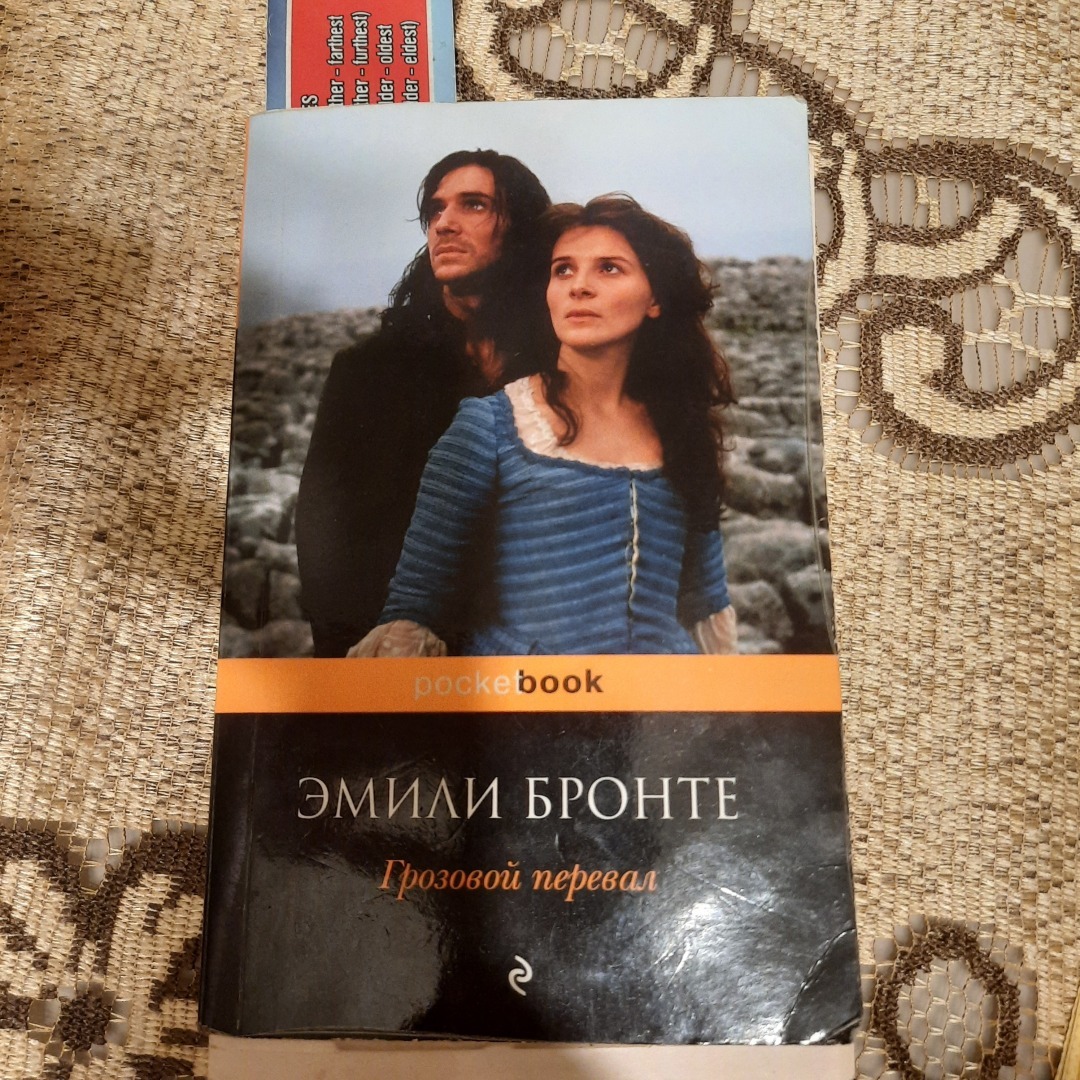 farthest
furthest)
oldest
eldest)
pocketbook
ЭМИЛИ БРОНТЕ
Грозовой перевал